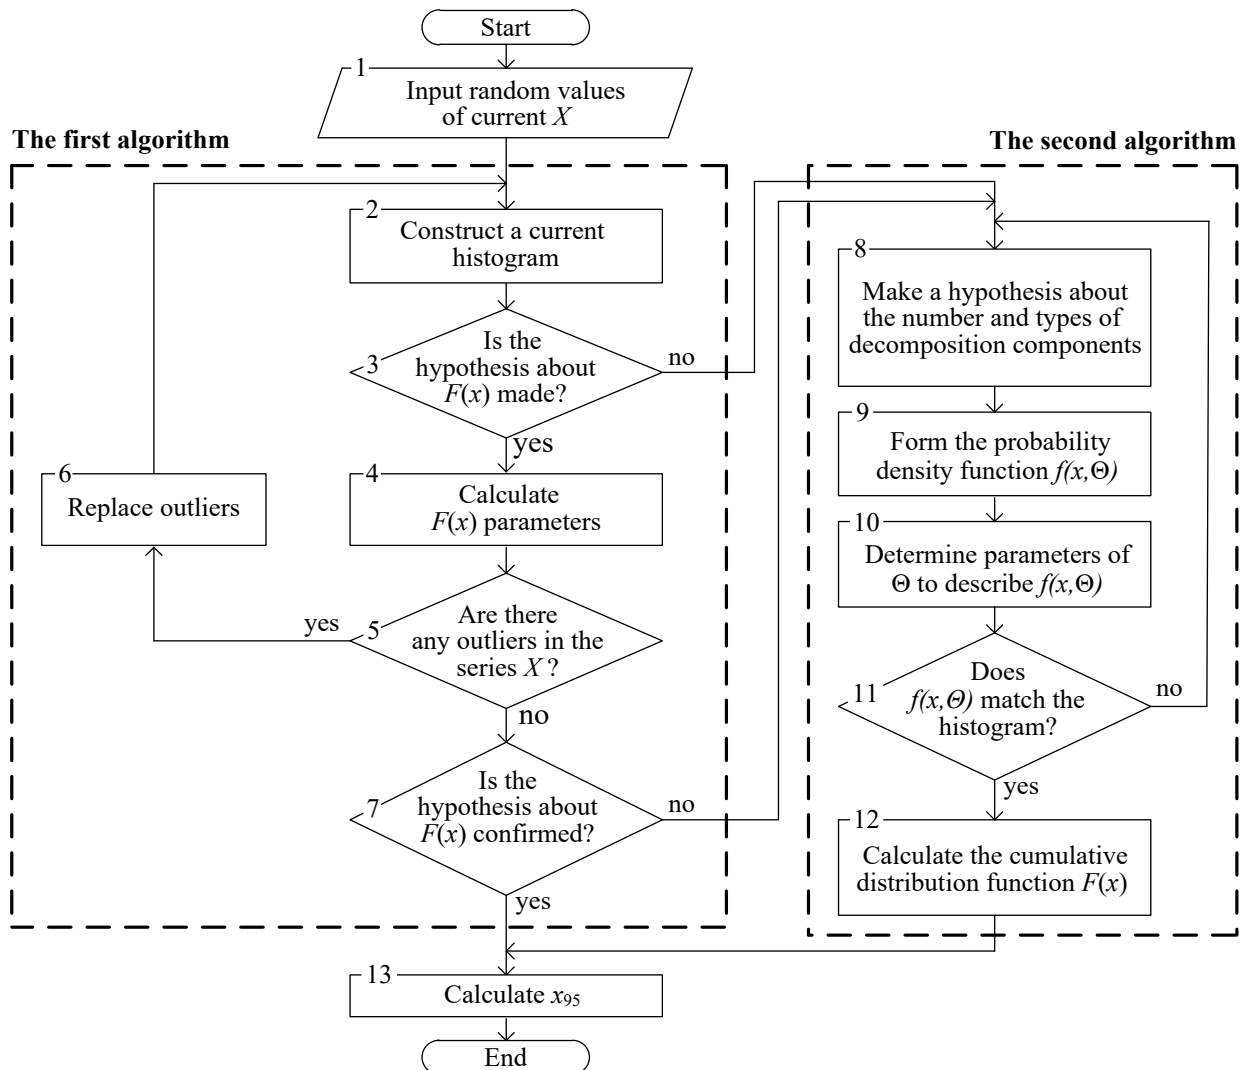 Start
1
Input random values
of current X
The first algorithm
The second algorithm
2
Construct a current
histogram
3
Is the
hypothesis about
F(x) made?
no
yes
4
Calculate
F(x) parameters
6
Replace outliers
5
Are there
any outliers in the
series X ?
yes
no
7
Is the
hypothesis about
F(x) confirmed?
no
yes
8
Make a hypothesis about
the number and types of
decomposition components
9
Form the probability
density function f(x,Θ)
10
Determine parameters of
Θ to describe f(x,Θ)
11
Does
f(x,Θ) match the
histogram?
no
yes
12
Calculate the cumulative
distribution function F(x)
13
Calculate x95
End